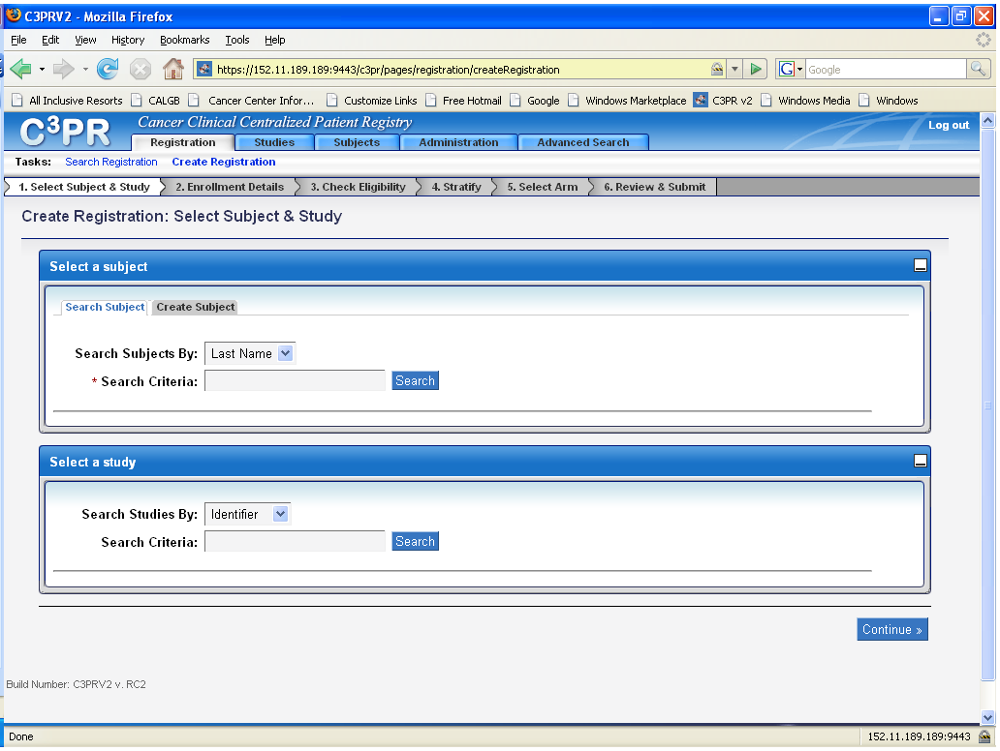 C3PRV2 - Mozilla Firefox
File Edit View History Bookmarks Tools Help
https://152.11.189.189:9443/c3pr/pages/registration/createRegistration
G Google
All Inclusive Resorts CALGB Cancer Center Infor... Customize Links Free Hotmail Google Windows Marketplace C3PR v2 Windows Media Windows
C3PR Cancer Clinical Centralized Patient Registry Log out
Registration Studies Subjects Administration Advanced Search
Tasks: Search Registration Create Registration
1. Select Subject & Study 2. Enrollment Details 3. Check Eligibility 4. Stratify 5. Select Arm 6. Review & Submit
Create Registration: Select Subject & Study
Select a subject
Search Subject Create Subject
Search Subjects By: Last Name
* Search Criteria: Search
Select a study
Search Studies By: Identifier
Search Criteria: Search
Continue »
Build Number: C3PRV2 v. RC2
Done 152.11.189.189:9443